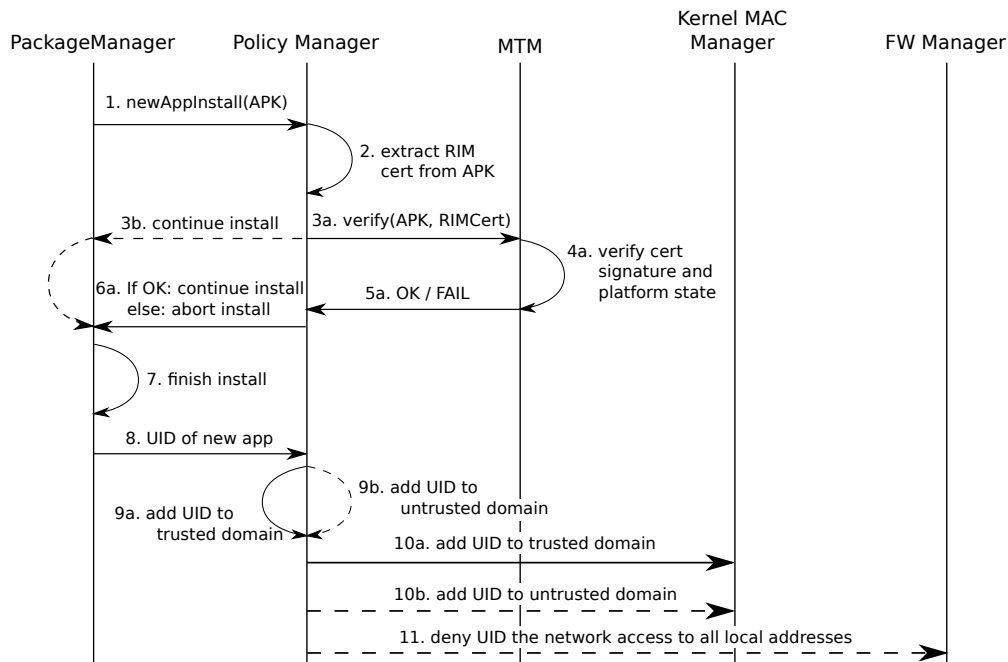 PackageManager
Policy Manager
MTM
Kernel MAC
Manager
FW Manager
1. newAppInstall(APK)
2. extract RIM
cert from APK
3b. continue install
3a. verify(APK, RIMCert)
4a. verify cert
signature and
platform state
6a. If OK: continue install
else: abort install
5a. OK / FAIL
7. finish install
8. UID of new app
9b. add UID to
untrusted domain
9a. add UID to
trusted domain
10a. add UID to trusted domain
10b. add UID to untrusted domain
11. deny UID the network access to all local addresses